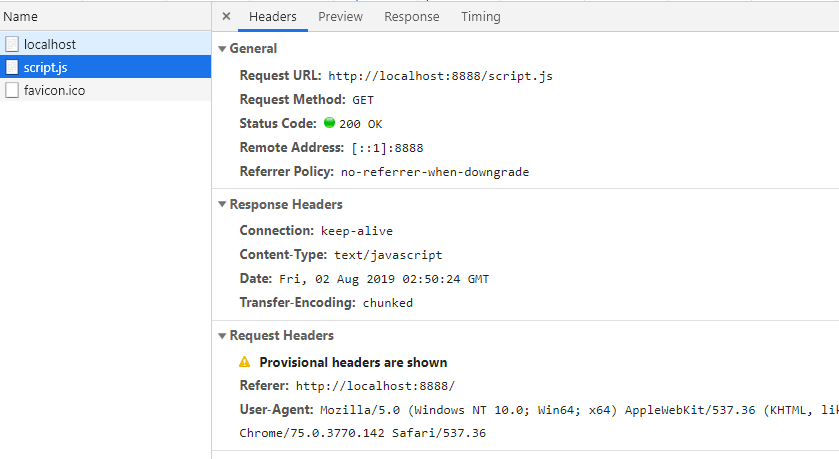 Name
localhost
script.js
favicon.ico
× Headers Preview Response Timing
General
Request URL: http://localhost:8888/script.js
Request Method: GET
Status Code: 200 OK
Remote Address: [::1]:8888
Referrer Policy: no-referrer-when-downgrade
Response Headers
Connection: keep-alive
Content-Type: text/javascript
Date: Fri, 02 Aug 2019 02:50:24 GMT
Transfer-Encoding: chunked
Request Headers
Provisional headers are shown
Referer: http://localhost:8888/
User-Agent: Mozilla/5.0 (Windows NT 10.0; Win64; x64) AppleWebKit/537.36 (KHTML, lik
Chrome/75.0.3770.142 Safari/537.36